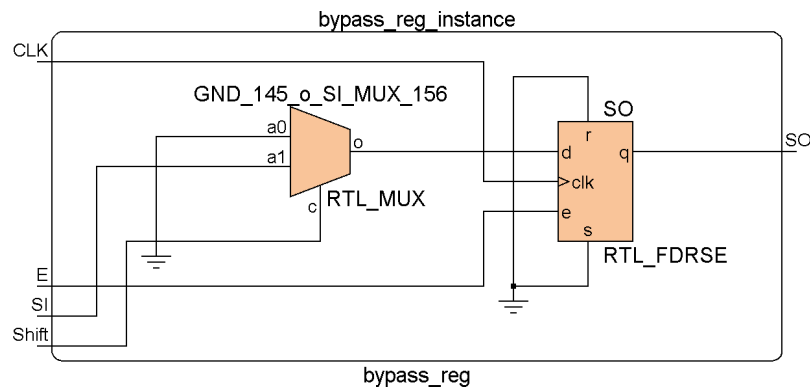 bypass_reg_instance
CLK
GND_145_o_SI_MUX_156
SO
a0
r
o
SO
a1
d
q
clk
c
RTL_MUX
e
s
RTL_FDRSE
E
SI
Shift
bypass_reg